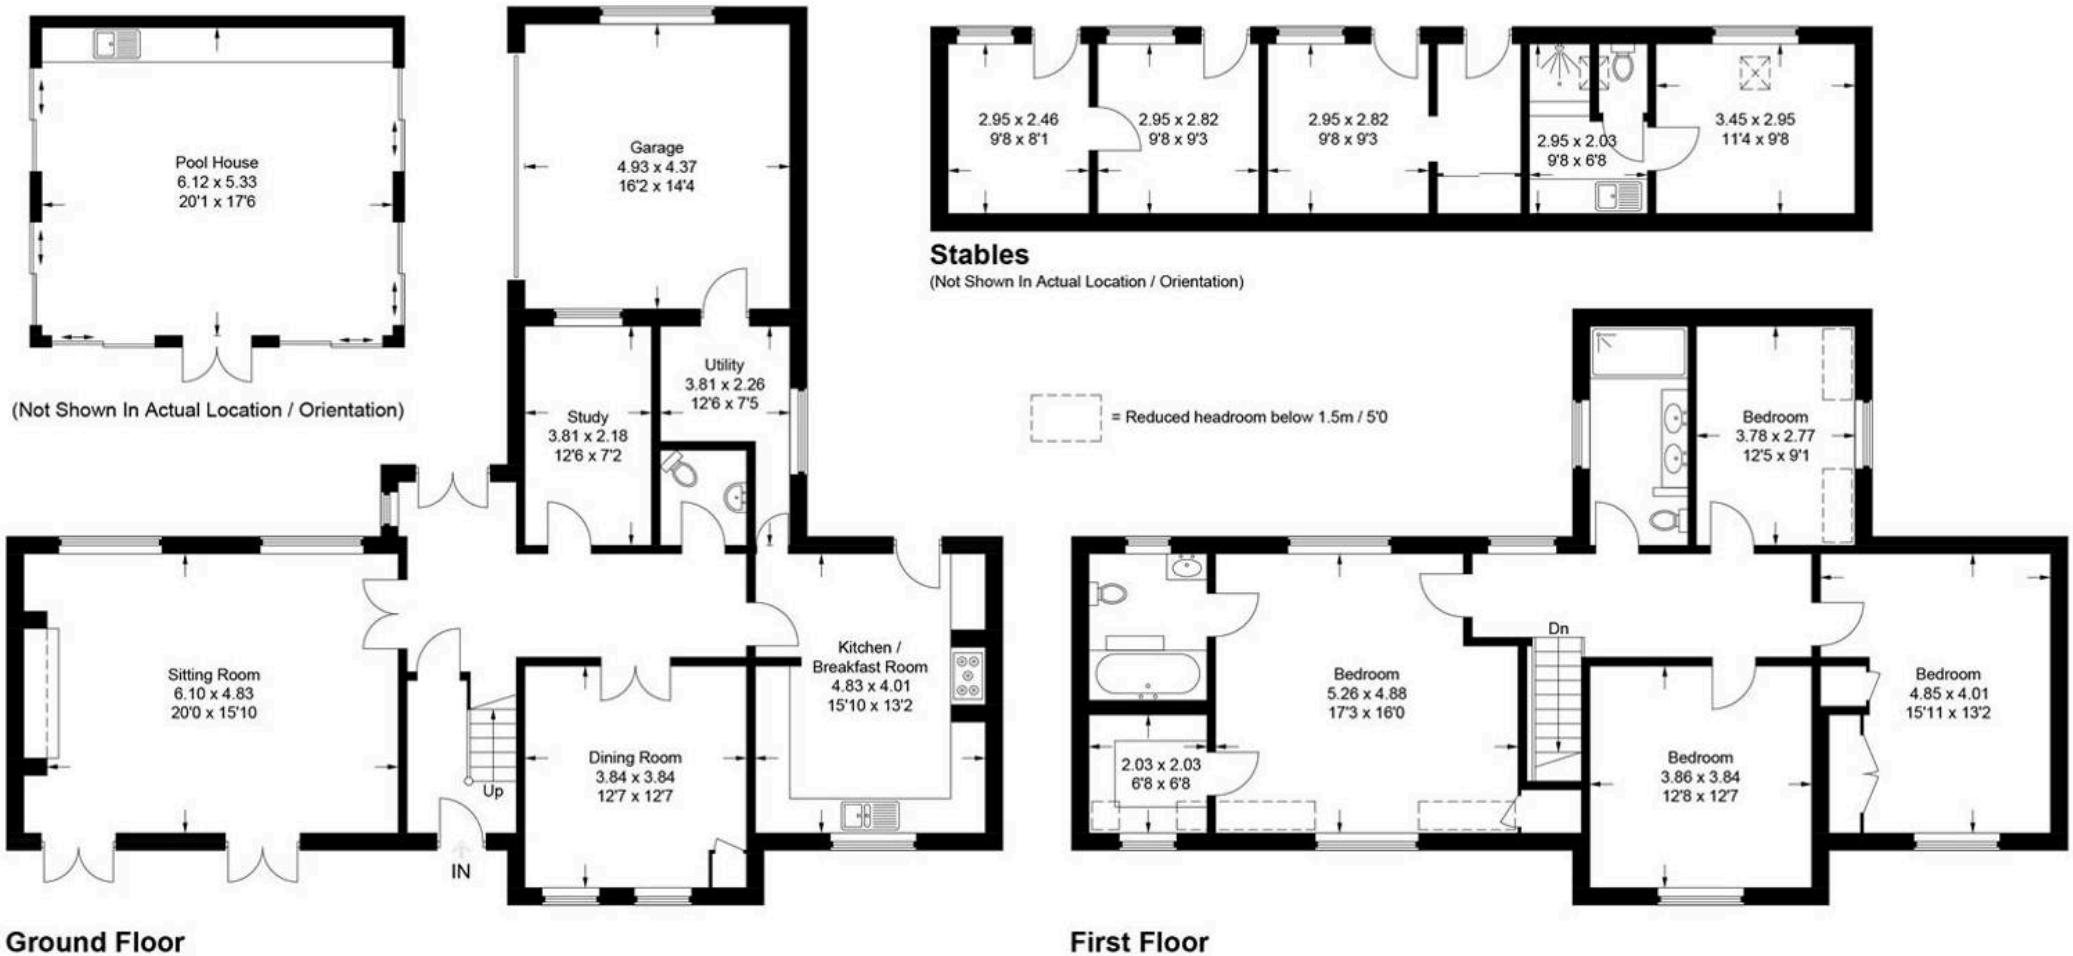 Pool House
6.12 x 5.33
20'1 x 17'6
(Not Shown In Actual Location / Orientation)
Garage
4.93 x 4.37
16'2 x 14'4
Utility
3.81 x 2.26
12'6 x 7'5
Study
3.81 x 2.18
12'6 x 7'2
Sitting Room
6.10 x 4.83
20'0 x 15'10
Kitchen /
Breakfast Room
4.83 x 4.01
15'10 x 13'2
Dining Room
3.84 x 3.84
12'7 x 12'7
Up
IN
Ground Floor
2.95 x 2.46
9'8 x 8'1
2.95 x 2.82
9'8 x 9'3
2.95 x 2.82
9'8 x 9'3
2.95 x 2.03
9'8 x 6'8
3.45 x 2.95
11'4 x 9'8
Stables
(Not Shown In Actual Location / Orientation)
= Reduced headroom below 1.5m / 5'0
Bedroom
3.78 x 2.77
12'5 x 9'1
Dn
Bedroom
5.26 x 4.88
17'3 x 16'0
Bedroom
4.85 x 4.01
15'11 x 13'2
2.03 x 2.03
6'8 x 6'8
Bedroom
3.86 x 3.84
12'8 x 12'7
First Floor